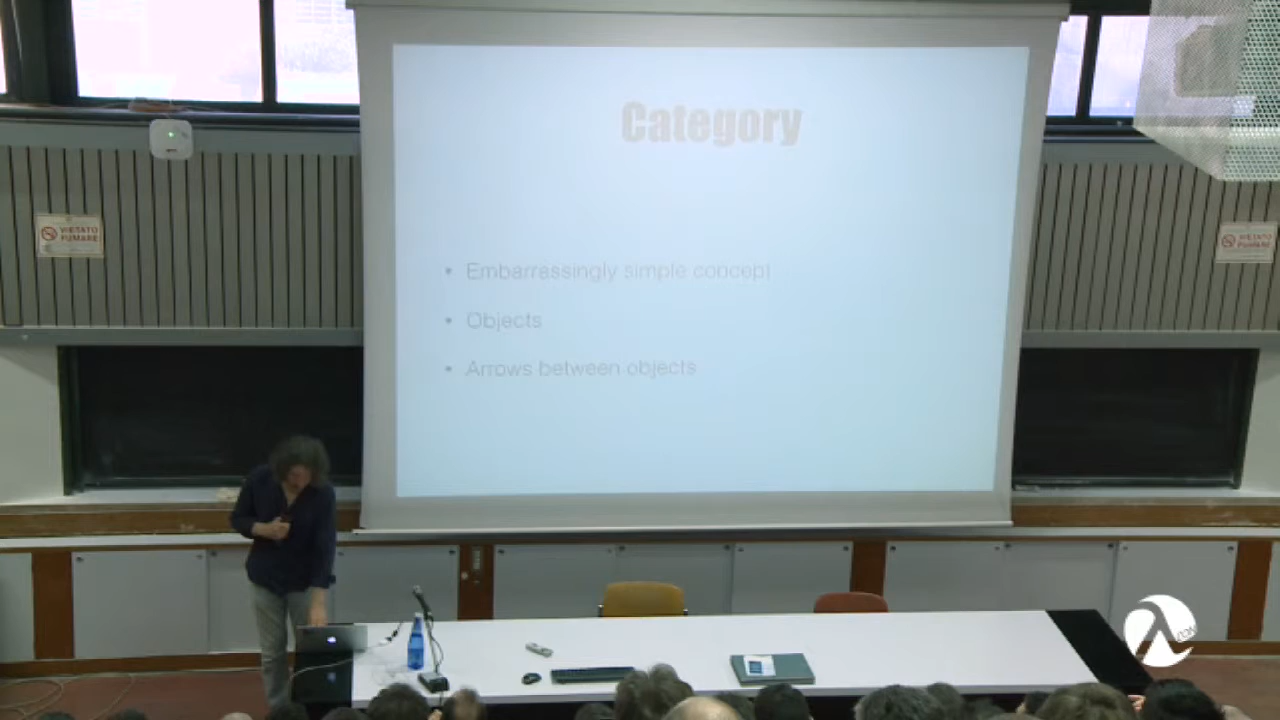 Category
• Embarrassingly simple concept
VIETATO
FUMARE
VIETATO
FUMARE
• Objects
• Arrows between objects